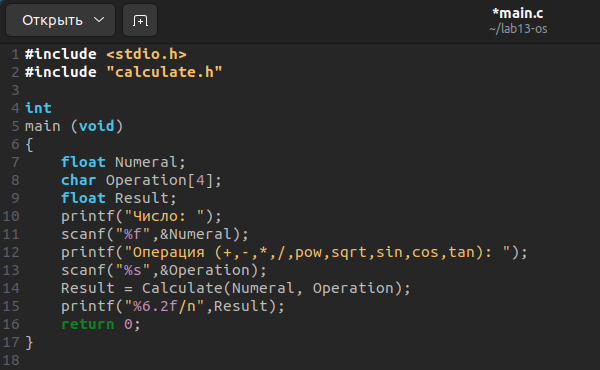 Открыть
*main.c
~/lab13-os
1 #include <stdio.h>
2 #include "calculate.h"
3
4 int
5 main (void)
6 {
7     float Numeral;
8     char Operation[4];
9     float Result;
10     printf("Число: ");
11     scanf("%f",&Numeral);
12     printf("Операция (+,-,*,/,pow,sqrt,sin,cos,tan): ");
13     scanf("%s",&Operation);
14     Result = Calculate(Numeral, Operation);
15     printf("%6.2f/n",Result);
16     return 0;
17 }
18